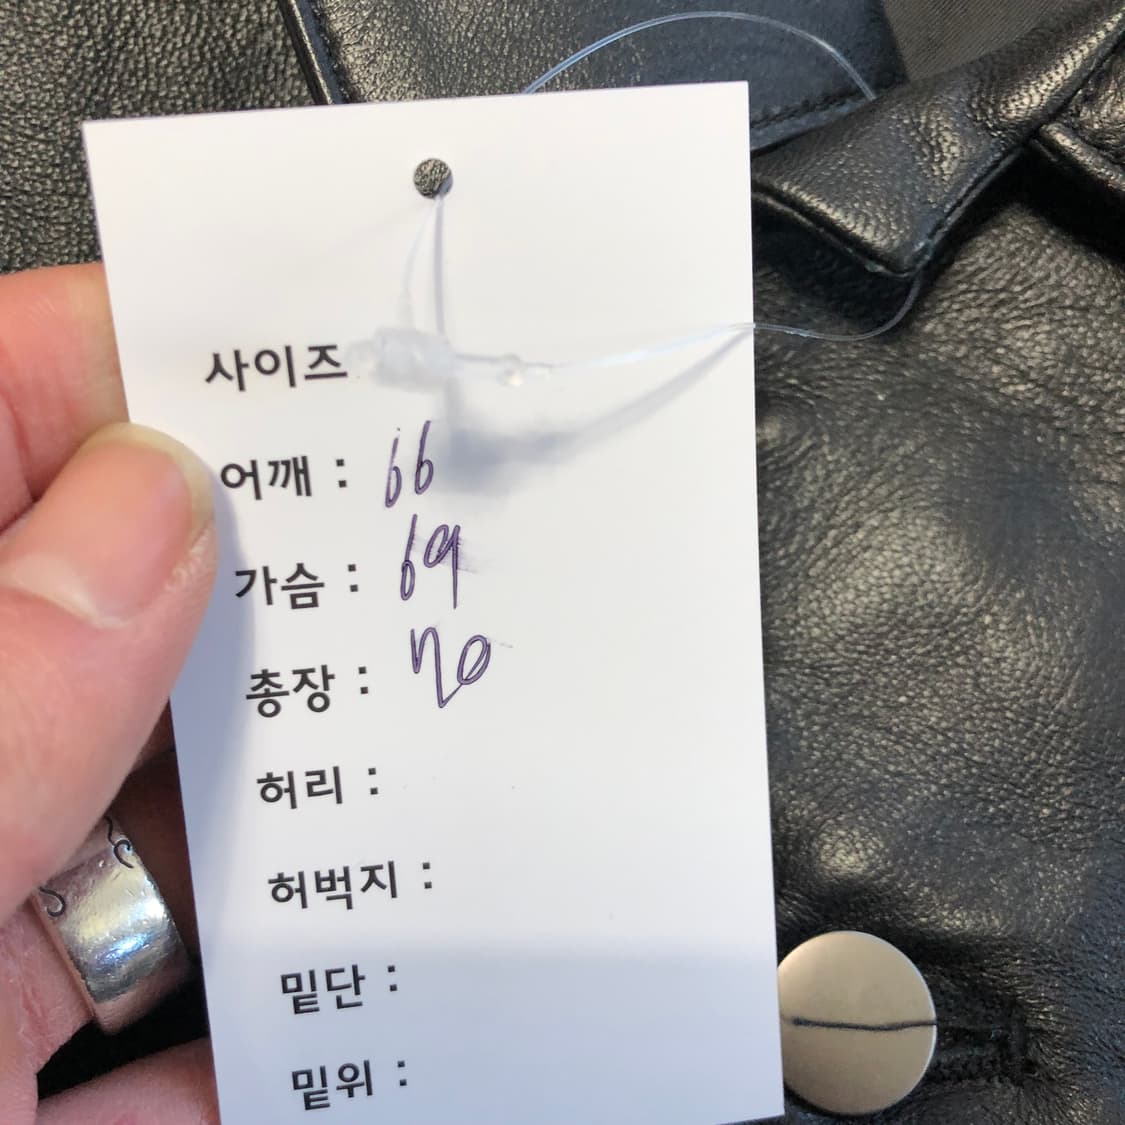 사이즈
어깨 : 66
가슴 : 69
총장 : 70
허리 :
허벅지 :
밑단 :
밑위 :